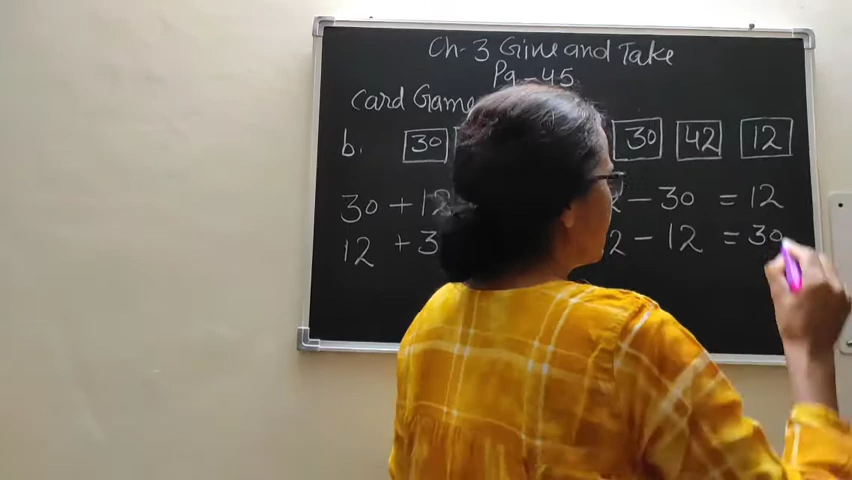 Ch-3 Give and Take
Pg-45
Card Game
b. 30 30 42 12
30 + 12 - 30 = 12
12 + 3 2 - 12 = 30